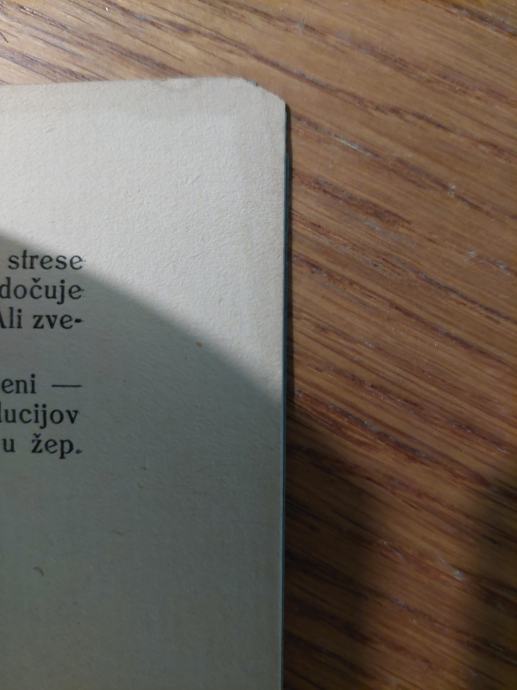 strese
dočuje
Ali zve-
eni —
lucijov
u žep.